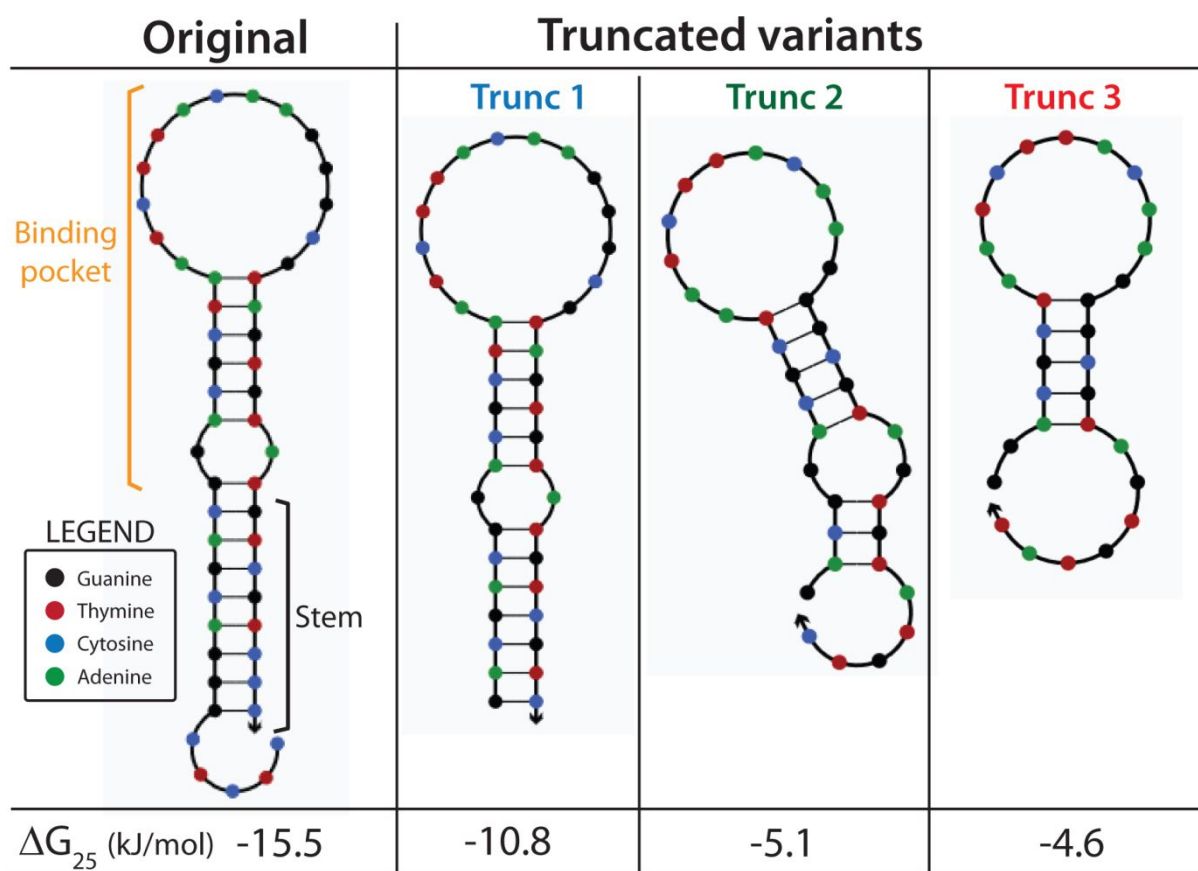 Original
Truncated variants
Trunc 1
Trunc 2
Trunc 3
Binding
pocket
LEGEND
Guanine
Thymine
Cytosine
Adenine
Stem
ΔG25 (kJ/mol) -15.5 -10.8 -5.1 -4.6